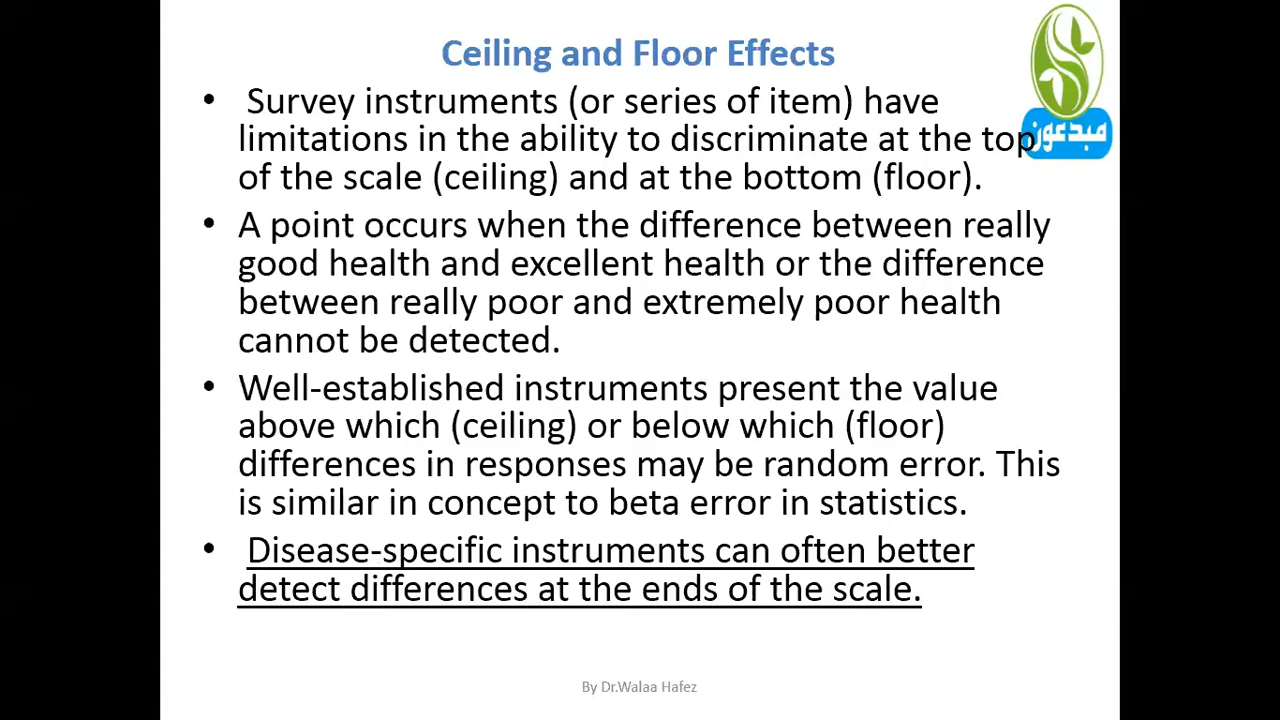 Ceiling and Floor Effects
• Survey instruments (or series of item) have
limitations in the ability to discriminate at the top
of the scale (ceiling) and at the bottom (floor).
• A point occurs when the difference between really
good health and excellent health or the difference
between really poor and extremely poor health
cannot be detected.
• Well-established instruments present the value
above which (ceiling) or below which (floor)
differences in responses may be random error. This
is similar in concept to beta error in statistics.
• Disease-specific instruments can often better
detect differences at the ends of the scale.
مبدعون
By Dr.Walaa Hafez